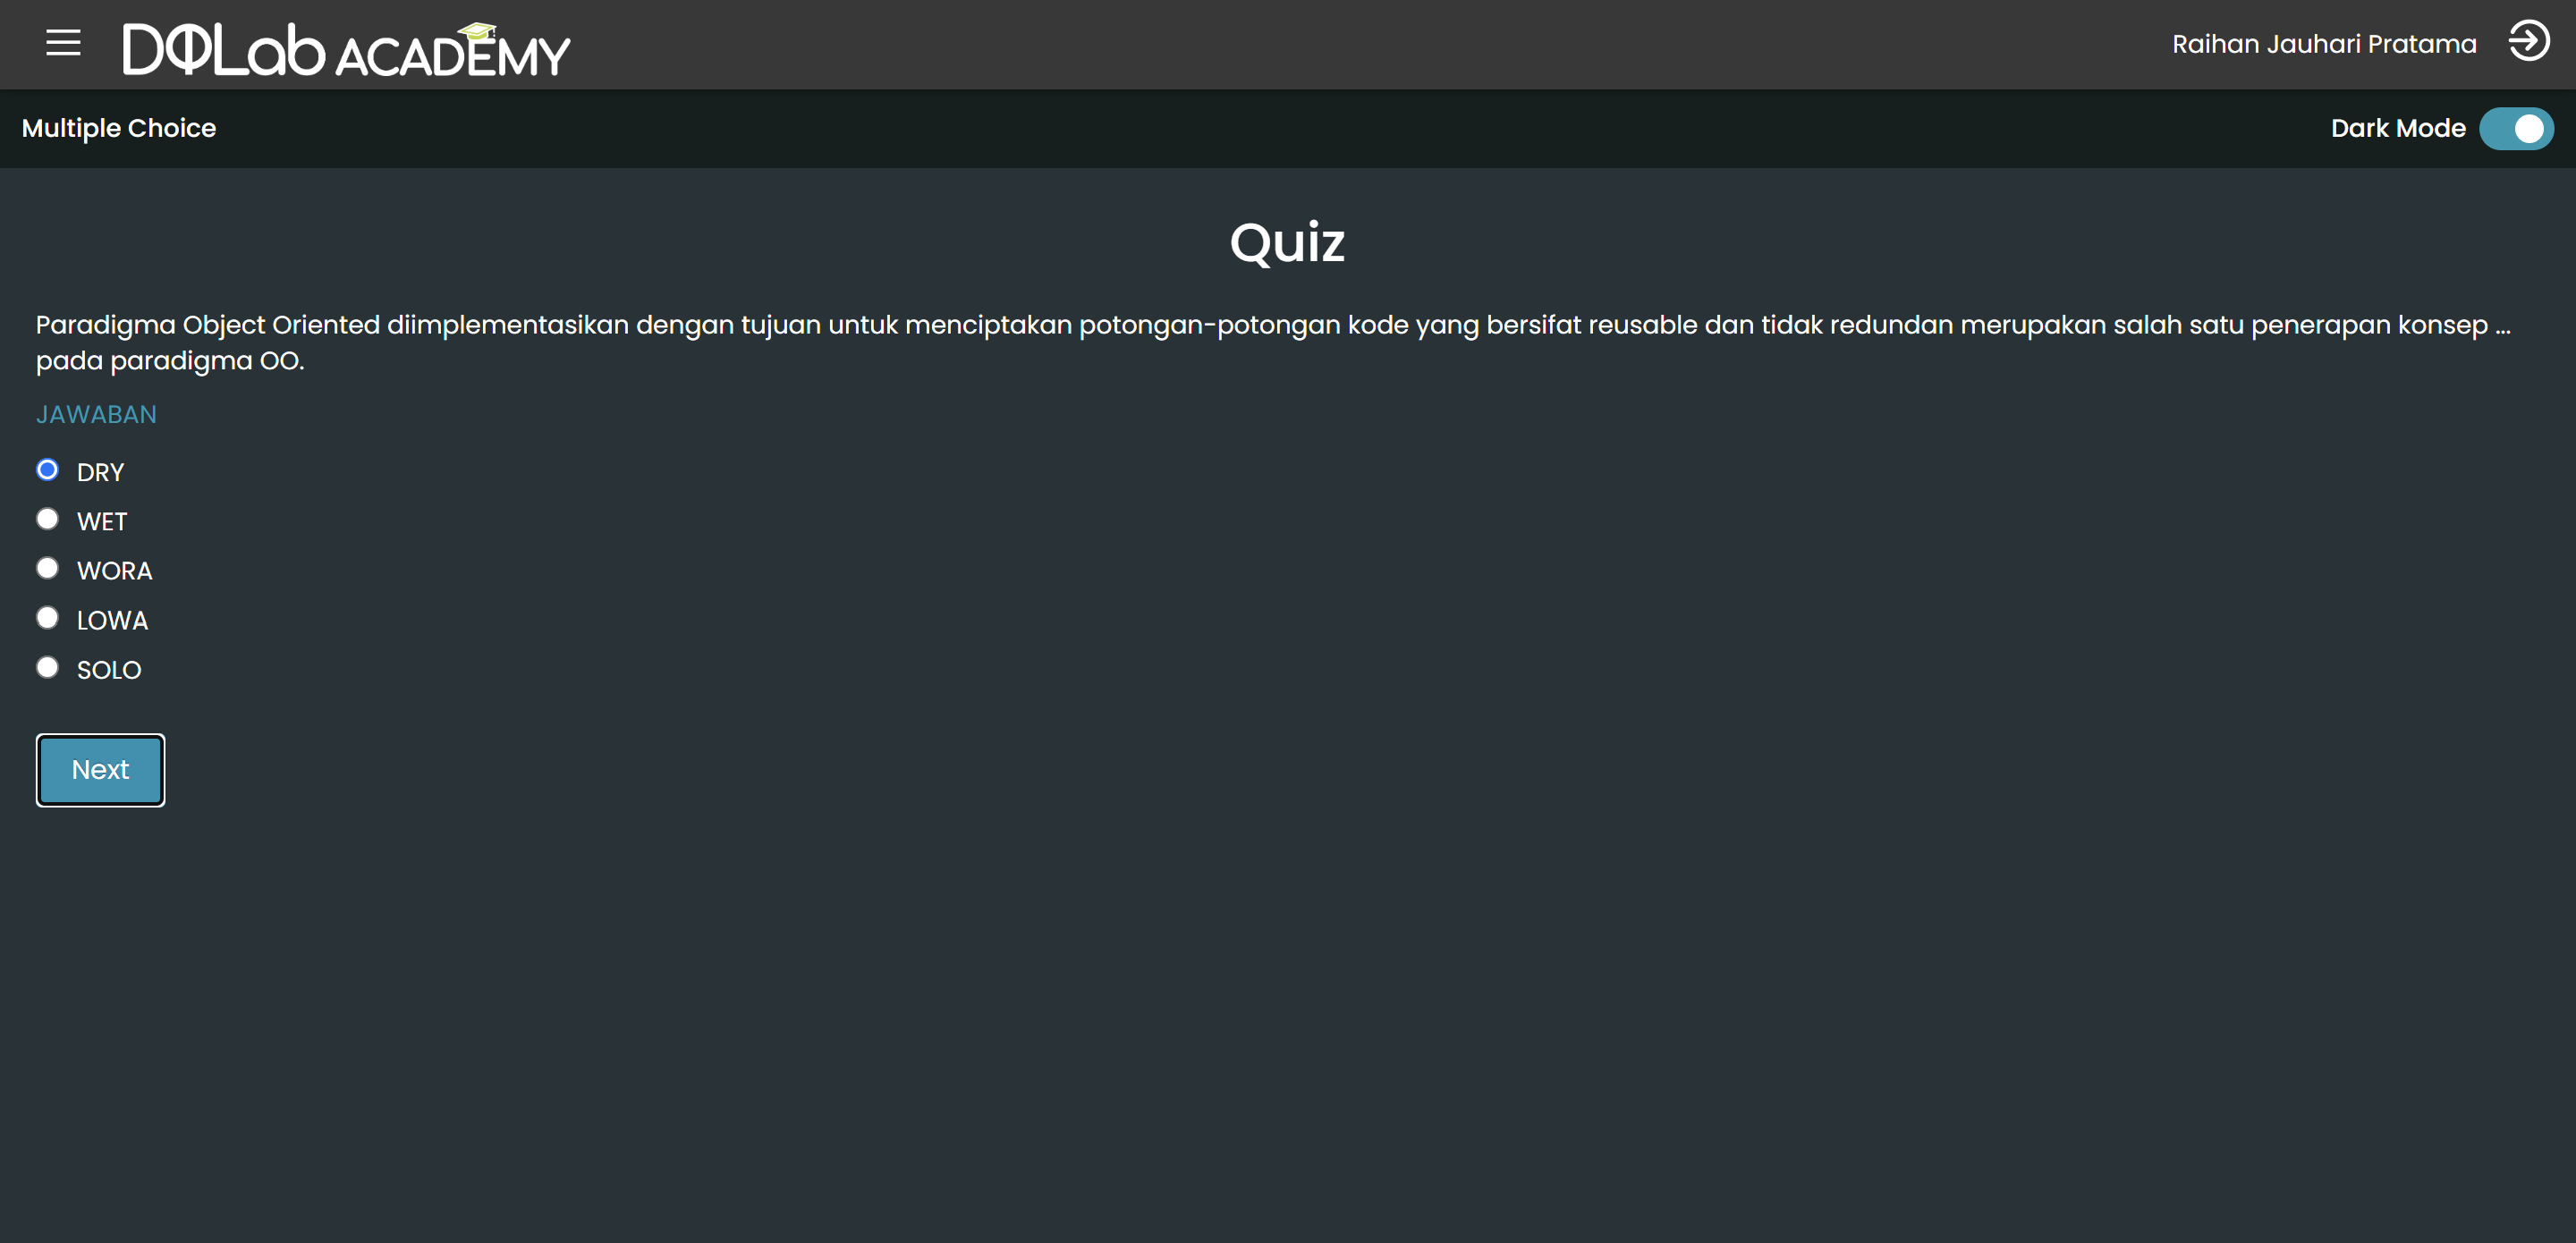 DQLab ACADEMY
Raihan Jauhari Pratama
Multiple Choice
Dark Mode
Quiz
Paradigma Object Oriented diimplementasikan dengan tujuan untuk menciptakan potongan-potongan kode yang bersifat reusable dan tidak redundan merupakan salah satu penerapan konsep ...
pada paradigma OO.
JAWABAN
DRY
WET
WORA
LOWA
SOLO
Next